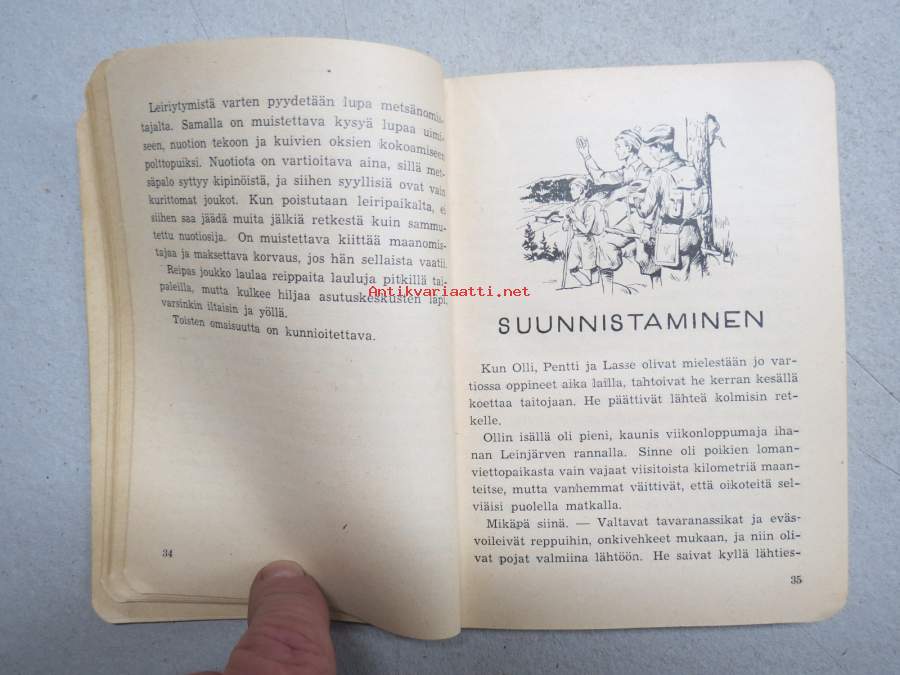 Leiriytymistä varten pyydetään lupa metsänomis-
tajalta. Samalla on muistettava kysyä lupaa uimi-
seen, nuotion tekoon ja kuivien oksien kokoamiseen
polttopuiksi. Nuotiota on vartioitava aina, sillä met-
säpalo syttyy kipinöistä, ja siihen syyllisiä ovat vain
kurittomat joukot. Kun poistutaan leiripaikalta, ei
siihen saa jäädä muita jälkiä retkestä kuin sammu-
tettu nuotiosija. On muistettava kiittää maanomis-
tajaa ja maksettava korvaus, jos hän sellaista vaatii.
Reipas joukko laulaa reippaita lauluja pitkillä tai-
paleilla, mutta kulkee hiljaa asutuskeskusten läpi,
varsinkin iltaisin ja yöllä.
Toisten omaisuutta on kunnioitettava.
34
Antikvariaatti.net
SUUNNISTAMINEN
Kun Olli, Pentti ja Lasse olivat mielestään jo var-
tiossa oppineet aika lailla, tahtoivat he kerran kesällä
koettaa taitojaan. He päättivät lähteä kolmisin ret-
kelle.
Ollin isällä oli pieni, kaunis viikonloppumaja iha-
nan Leinjärven rannalla. Sinne oli poikien loman-
viettopaikasta vain vajaat viisitoista kilometriä maan-
teitse, mutta vanhemmat väittivät, että oikoteitä sel-
viäisi puolella matkalla.
Mikäpä siinä. — Valtavat tavaranassikat ja eväs-
voileivät reppuihin, onkivehkeet mukaan, ja niin oli-
vat pojat valmiina lähtöön. He saivat kyllä lähties-
35